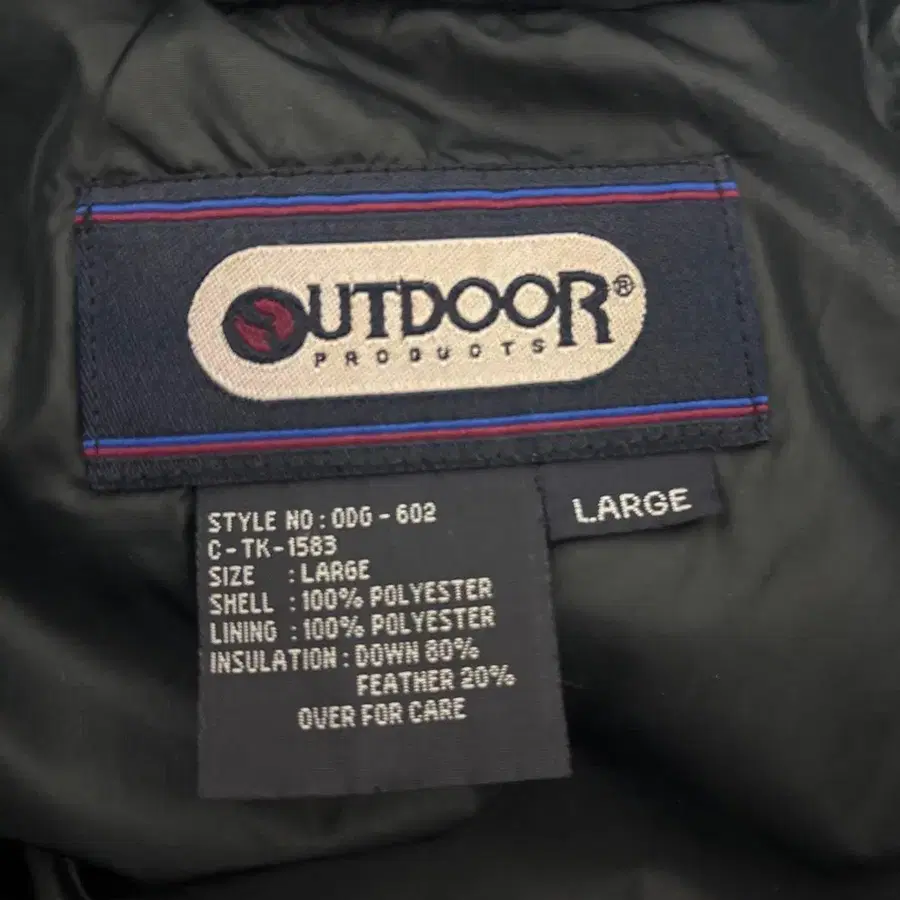 OUTDOOR®
PRODUCTS
LARGE
STYLE NO : ODG - 602
C - TK - 1583
SIZE : LARGE
SHELL : 100% POLYESTER
LINING : 100% POLYESTER
INSULATION : DOWN 80%
FEATHER 20%
OVER FOR CARE